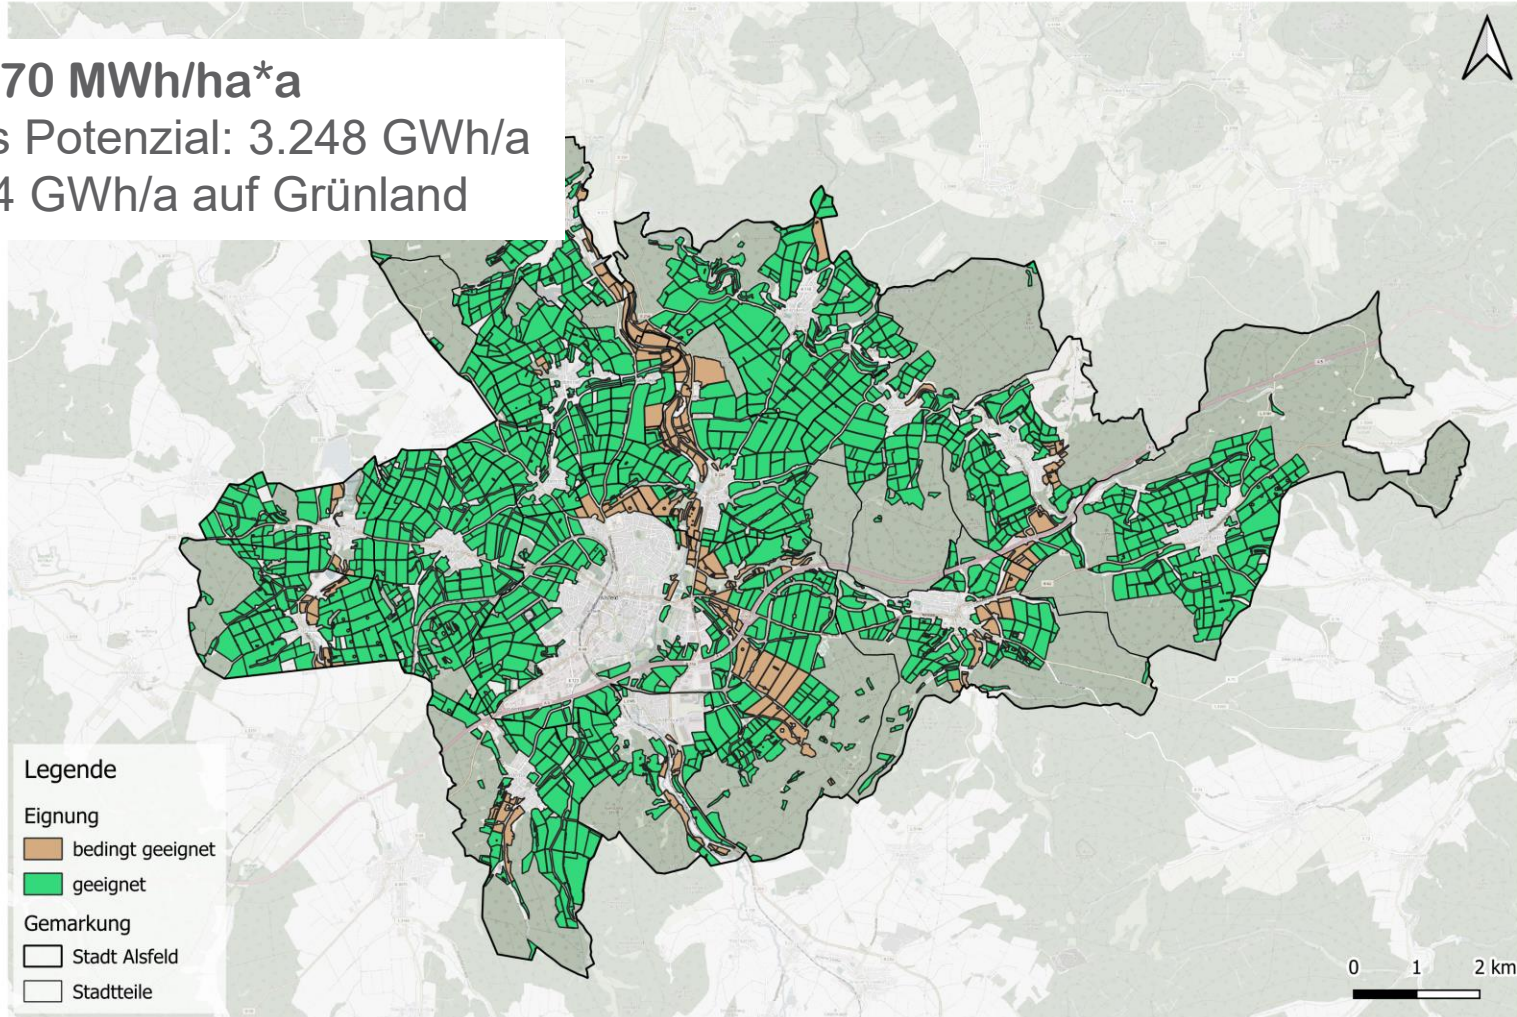 70 MWh/ha*a
s Potenzial: 3.248 GWh/a
4 GWh/a auf Grünland
Legende
Eignung
bedingt geeignet
geeignet
Gemarkung
Stadt Alsfeld
Stadtteile
0 1 2 km